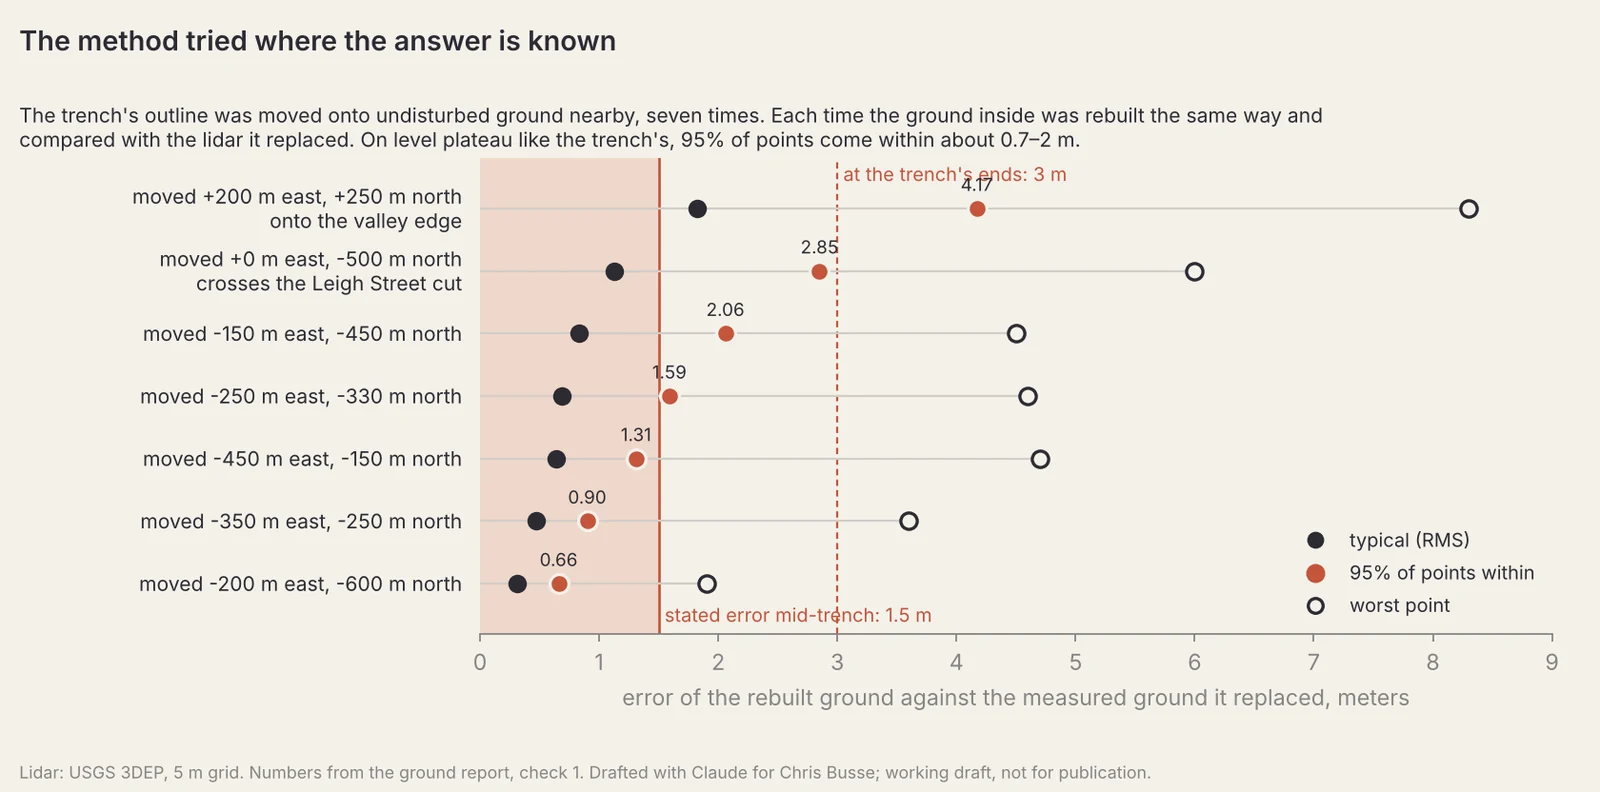 The method tried where the answer is known
The trench's outline was moved onto undisturbed ground nearby, seven times. Each time the ground inside was rebuilt the same way and
compared with the lidar it replaced. On level plateau like the trench's, 95% of points come within about 0.7–2 m.
at the trench's ends: 3 m
moved +200 m east, +250 m north
onto the valley edge
4.17
moved +0 m east, -500 m north
crosses the Leigh Street cut
2.85
moved -150 m east, -450 m north
2.06
moved -250 m east, -330 m north
1.59
moved -450 m east, -150 m north
1.31
moved -350 m east, -250 m north
0.90
moved -200 m east, -600 m north
0.66
typical (RMS)
95% of points within
worst point
stated error mid-trench: 1.5 m
0 1 2 3 4 5 6 7 8 9
error of the rebuilt ground against the measured ground it replaced, meters
Lidar: USGS 3DEP, 5 m grid. Numbers from the ground report, check 1. Drafted with Claude for Chris Busse; working draft, not for publication.